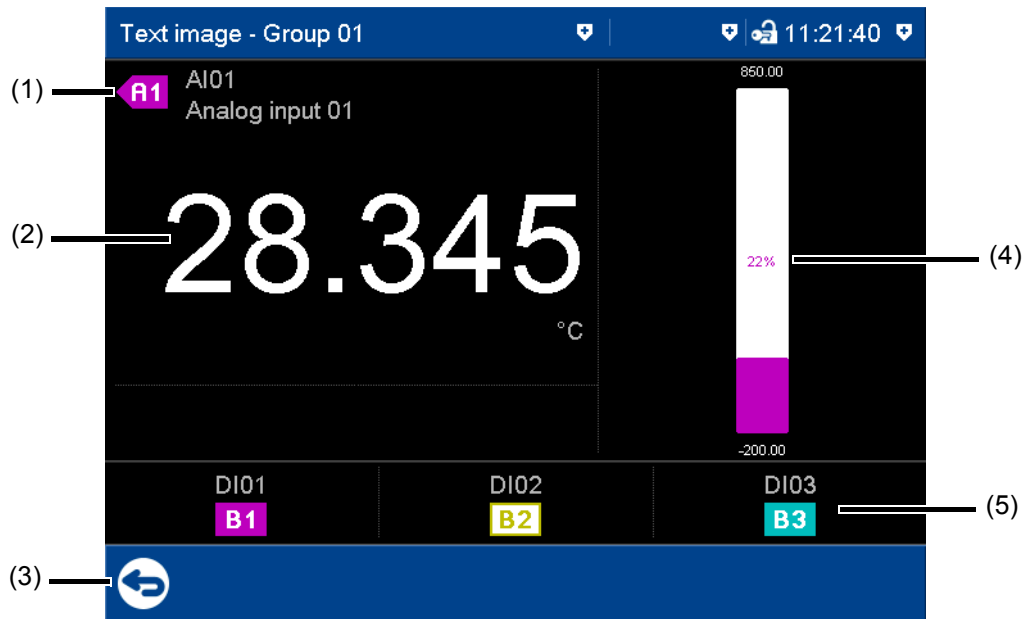 Text image - Group 01
11:21:40
(1)
A1
AI01
Analog input 01
850.00
(2)
28.345
°C
22%
(4)
-200.00
DI01
DI02
DI03
B1
B2
B3
(5)
(3)